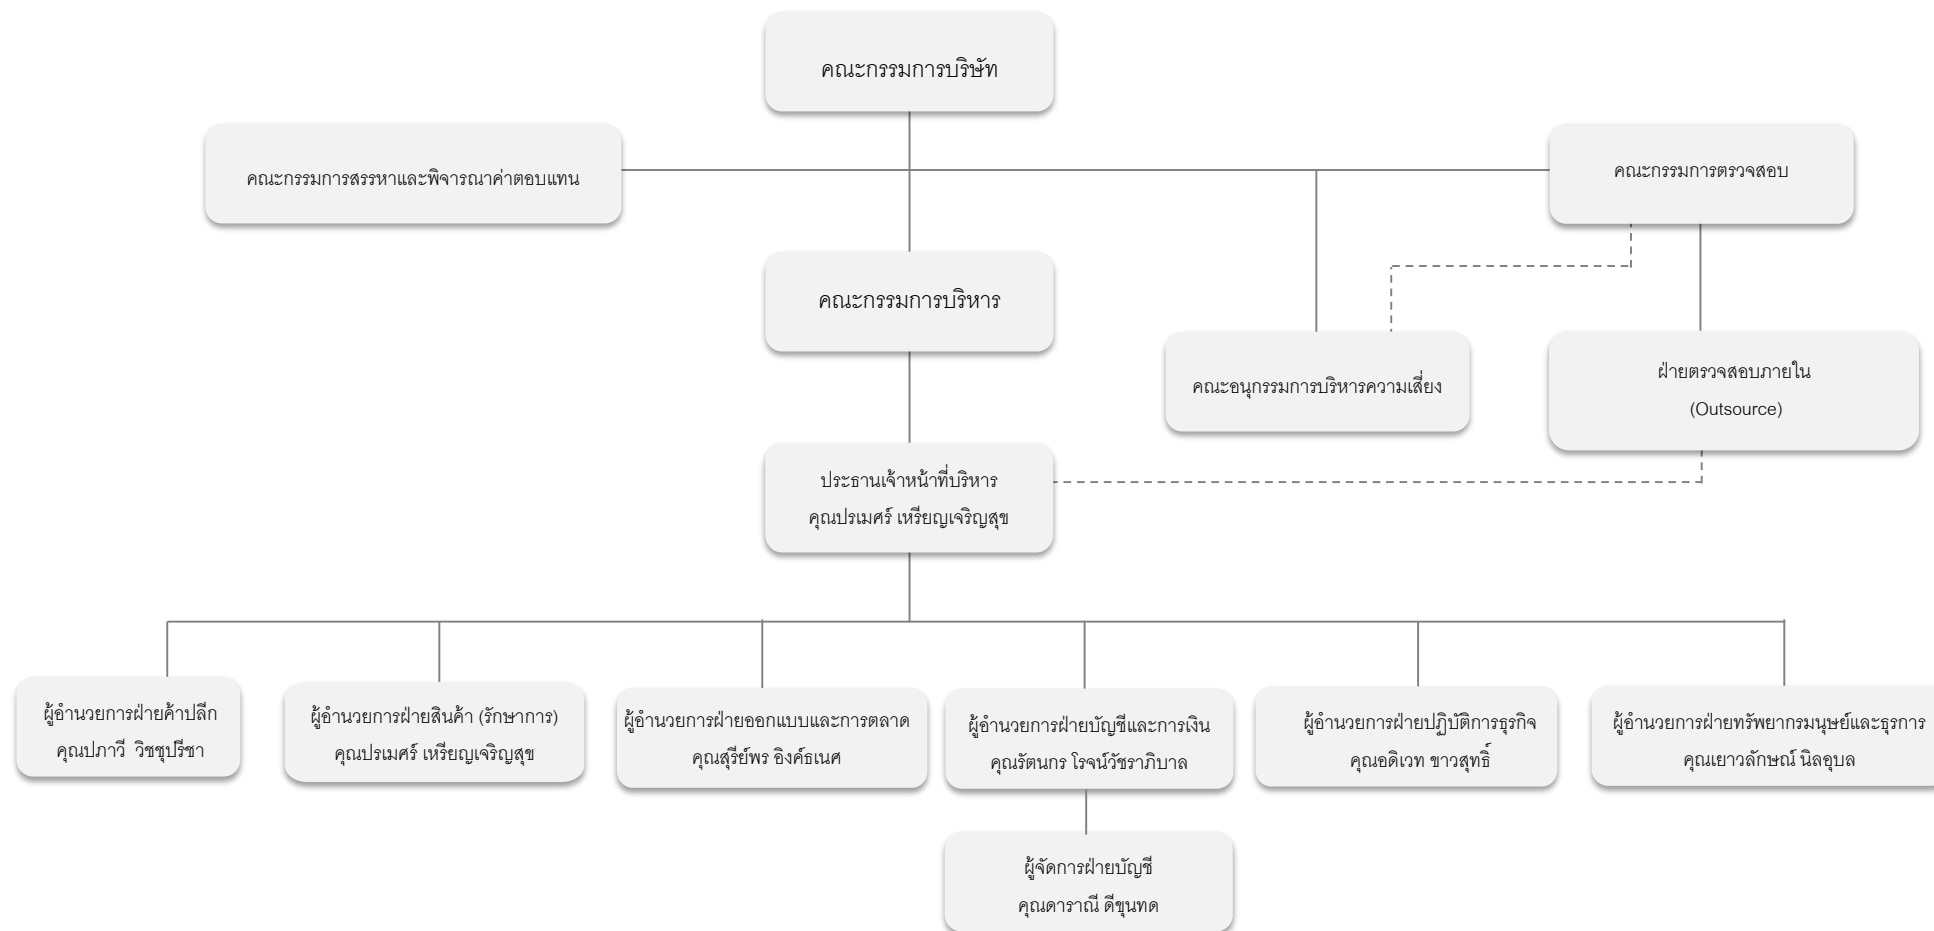 คณะกรรมการบริษัท
คณะกรรมการสรรหาและพิจารณาค่าตอบแทน
คณะกรรมการตรวจสอบ
คณะกรรมการบริหาร
คณะอนุกรรมการบริหารความเสี่ยง
ฝ่ายตรวจสอบภายใน
(Outsource)
ประธานเจ้าหน้าที่บริหาร
คุณปรเมศร์ เหรียญเจริญสุข
ผู้อำนวยการฝ่ายค้าปลีก
คุณปภาวี วิชชุปรีชา
ผู้อำนวยการฝ่ายสินค้า (รักษาการ)
คุณปรเมศร์ เหรียญเจริญสุข
ผู้อำนวยการฝ่ายออกแบบและการตลาด
คุณสุรีย์พร อิงค์ธเนศ
ผู้อำนวยการฝ่ายบัญชีและการเงิน
คุณรัตนกร โรจน์วัชราภิบาล
ผู้อำนวยการฝ่ายปฏิบัติการธุรกิจ
คุณอดิเวท ขาวสุทธิ์
ผู้อำนวยการฝ่ายทรัพยากรมนุษย์และธุรการ
คุณเยาวลักษณ์ นิลอุบล
ผู้จัดการฝ่ายบัญชี
คุณดาราณี ดีขุนทด